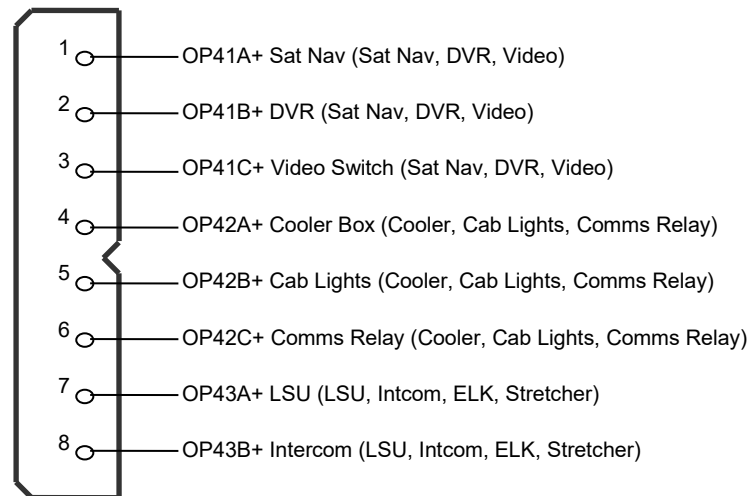 1 OP41A+ Sat Nav (Sat Nav, DVR, Video)
2 OP41B+ DVR (Sat Nav, DVR, Video)
3 OP41C+ Video Switch (Sat Nav, DVR, Video)
4 OP42A+ Cooler Box (Cooler, Cab Lights, Comms Relay)
5 OP42B+ Cab Lights (Cooler, Cab Lights, Comms Relay)
6 OP42C+ Comms Relay (Cooler, Cab Lights, Comms Relay)
7 OP43A+ LSU (LSU, Intcom, ELK, Stretcher)
8 OP43B+ Intercom (LSU, Intcom, ELK, Stretcher)